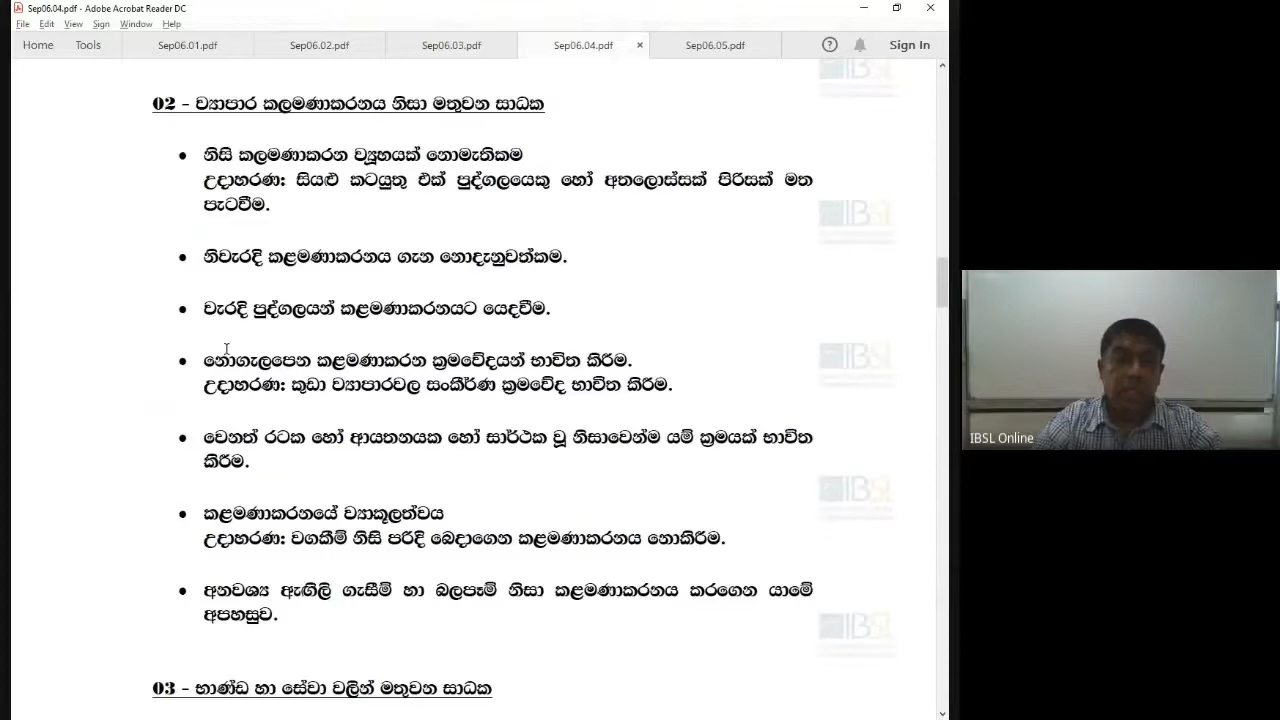 Sep06.04.pdf - Adobe Acrobat Reader DC
File Edit View Sign Window Help
Home Tools Sep06.01.pdf Sep06.02.pdf Sep06.03.pdf Sep06.04.pdf × Sep06.05.pdf ? Sign In
02 - ව්‍යාපාර කලමණාකරනය නිසා මතුවන සාධක
• නිසි කලමණාකරන ව්‍යූහයක් නොමැතිකම
උදාහරණ: සියළු කටයුතු එක් පුද්ගලයෙකු හෝ අතලොස්සක් පිරිසක් මත
පැටවීම.
• නිවැරදි කළමණාකරනය ගැන නොදැනුවත්කම.
• වැරදි පුද්ගලයන් කළමණාකරනයට යෙදවීම.
• නොගැලපෙන කළමණාකරන ක්‍රමවේදයන් භාවිත කිරීම.
උදාහරණ: කුඩා ව්‍යාපාරවල සංකීර්ණ ක්‍රමවේද භාවිත කිරීම.
• වෙනත් රටක හෝ ආයතනයක හෝ සාර්ථක වූ නිසාවෙන්ම යම් ක්‍රමයක් භාවිත
කිරීම.
• කළමණාකරනයේ ව්‍යාකූලත්වය
උදාහරණ: වගකීම් නිසි පරිදි බෙදාගෙන කළමණාකරනය නොකිරීම.
• අනවශ්‍ය ඇඟිලි ගැසීම් හා බලපෑම් නිසා කළමණාකරනය කරගෙන යාමේ
අපහසුව.
03 - භාණ්ඩ හා සේවා වලින් මතුවන සාධක
IBSL Online